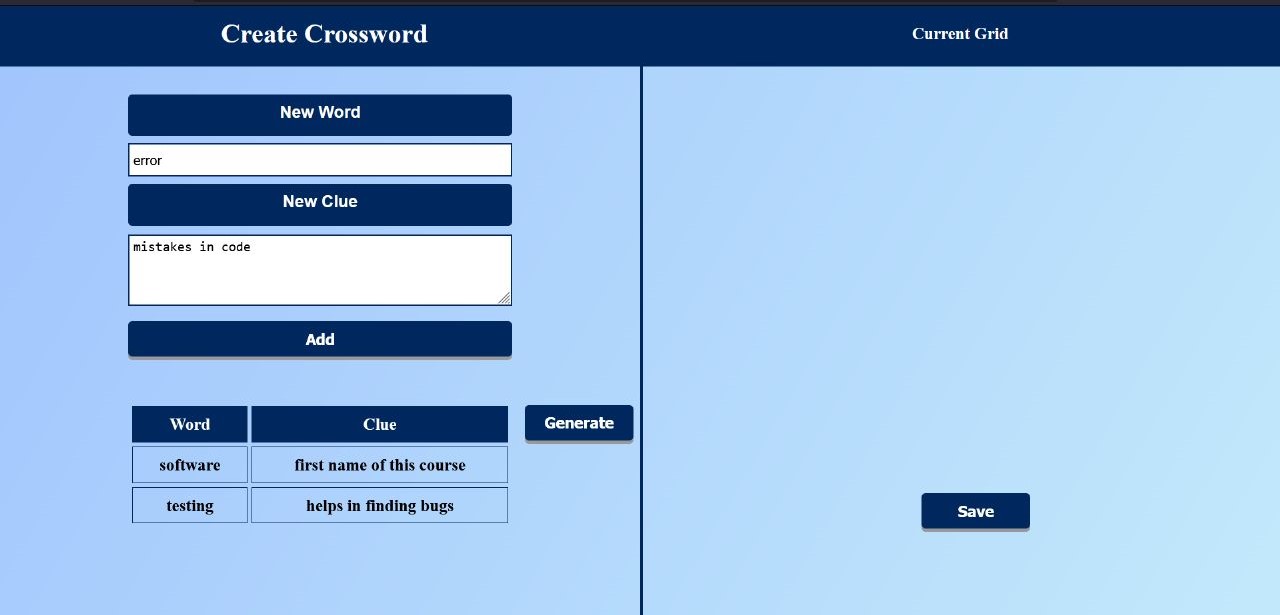 Create Crossword
Current Grid
New Word
error
New Clue
mistakes in code
Add
Word Clue
Generate
software first name of this course
testing helps in finding bugs
Save